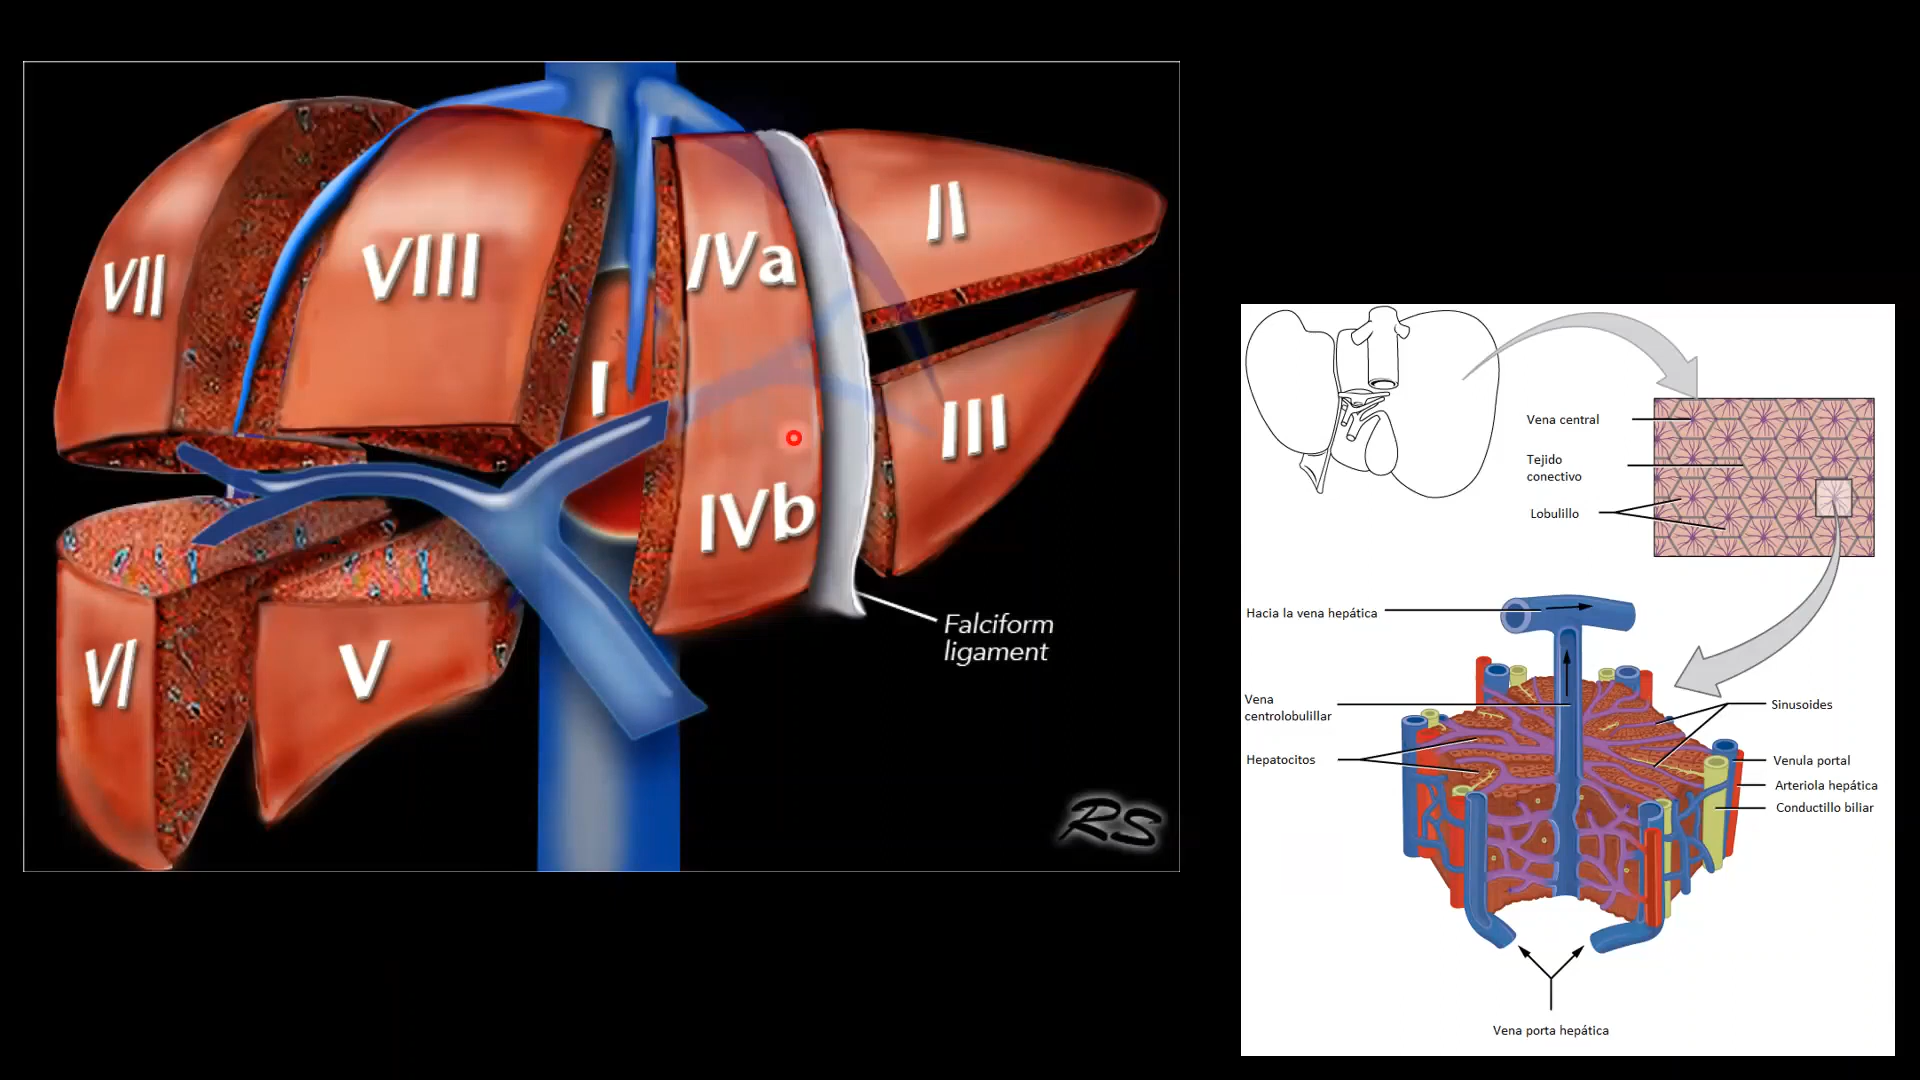 VII
VIII
I
IVa
IVb
II
III
VI
V
Falciform
ligament
RS
Vena central
Tejido
conectivo
Lobulillo
Hacia la vena hepática
Vena
centrolobulillar
Hepatocitos
Sinusoides
Venula portal
Arteriola hepática
Conductillo biliar
Vena porta hepática